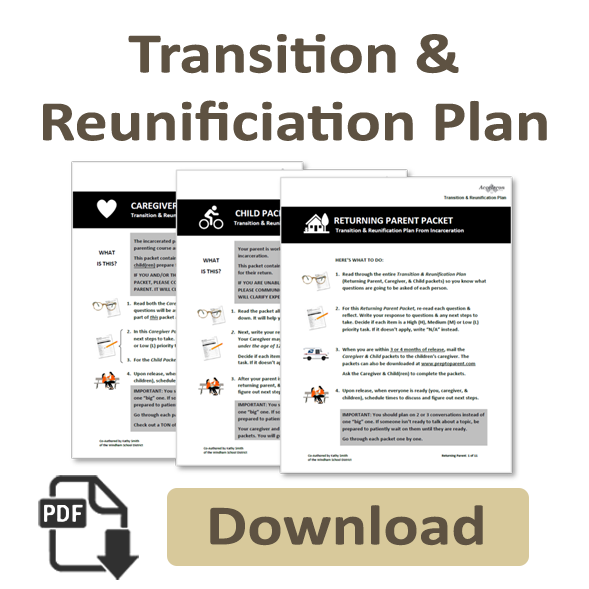 Transition &
Reunificiation Plan
CAREGIVER
Transition & Reu
WHAT
IS THIS?
The incarcerated p
parenting course a
This packet contai
child(ren) prepare
IF YOU AND/OR TH
PACKET, PLEASE CO
PARENT. IT WILL C
1. Read both the Car
questions will be a
part of this packet
2. In this Caregiver Po
next steps to take.
or Low (L) priority t
3. For the Child Packe
4. Upon release, when
children), schedule
IMPORTANT: You s
one "big" one. If so
prepared to patien
Go through each pa
Check out a TON of
Co-authored by Kathy Smith
of the Windham School District
CHILD PAC
Transition & Reun
WHAT
IS THIS?
Your parent is worl
incarceration.
This packet contain
for their return.
IF YOU ARE UNABL
PLEASE COMMUNI
WILL CLARIFY EXPE
1. Read the packet all
down. It will help y
2. Next, write your re
Your Caregiver may
under the age of 12
Decide if each item
task. If it doesn't ap
3. After your parent is
returning parent, &
figure out next step
IMPORTANT: You sh
one "big" one. If so
prepared to patient
Your caregiver and
packets. You will g
Co-authored by Kathy Smith
of the Windham School District
Transition & Reunification Plan
RETURNING PARENT PACKET
Transition & Reunification Plan From Incarceration
HERE'S WHAT TO DO:
1. Read through the entire Transition & Reunification Plan
(Returning Parent, Caregiver, & Child packets) so you know what
questions are going to be asked of each person.
2. For this Returning Parent Packet, re-read each question &
reflect. Write your response to questions & any next steps to
take. Decide if each item is a High (H), Medium (M) or Low (L)
priority task. If it doesn't apply, write "N/A" instead.
3. When you are within 3 or 4 months of release, mail the
Caregiver & Child packets to the children's caregiver. The
packets can also be downloaded at www.preptoparent.com
Ask the Caregiver & Child(ren) to complete the packets.
4. Upon release, when everyone is ready (you, caregiver, &
children), schedule times to discuss and figure out next steps.
IMPORTANT: You should plan on 2 or 3 conversations instead of
one "big" one. If someone isn't ready to talk about a topic, be
prepared to patiently wait on them until they are ready.
Go through each packet one by one.
Co-authored by Kathy Smith
of the Windham School District
Returning Parent 1 of 11
PDF
Download